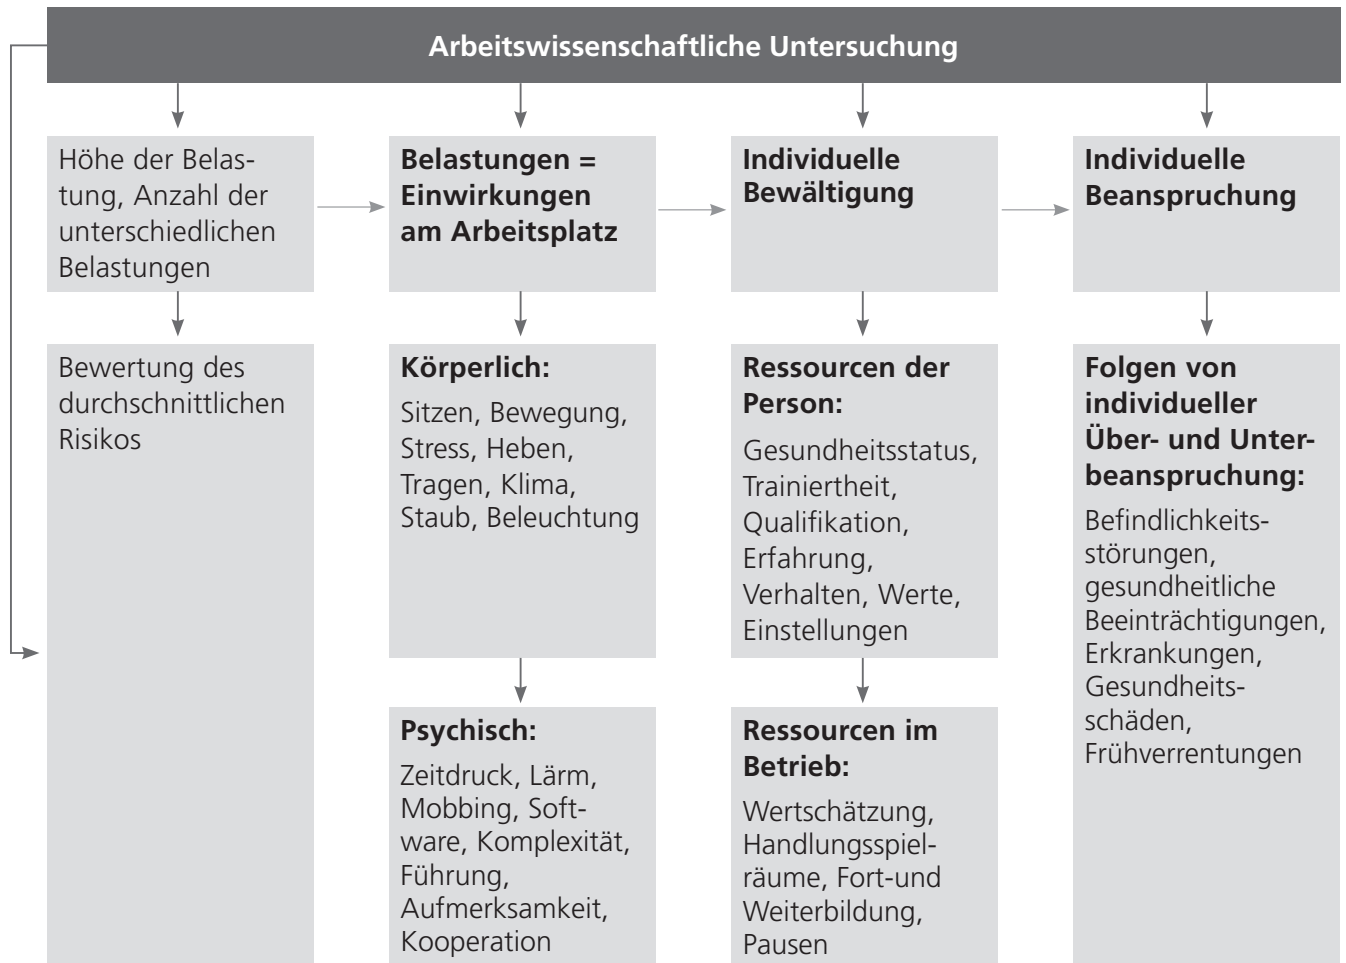 Arbeitswissenschaftliche Untersuchung
Höhe der Belas-
tung, Anzahl der
unterschiedlichen
Belastungen
Bewertung des
durchschnittlichen
Risikos
Belastungen =
Einwirkungen
am Arbeitsplatz
Körperlich:
Sitzen, Bewegung,
Stress, Heben,
Tragen, Klima,
Staub, Beleuchtung
Psychisch:
Zeitdruck, Lärm,
Mobbing, Soft-
ware, Komplexität,
Führung,
Aufmerksamkeit,
Kooperation
Individuelle
Bewältigung
Ressourcen der
Person:
Gesundheitsstatus,
Trainiertheit,
Qualifikation,
Erfahrung,
Verhalten, Werte,
Einstellungen
Ressourcen im
Betrieb:
Wertschätzung,
Handlungsspiel-
räume, Fort-und
Weiterbildung,
Pausen
Individuelle
Beanspruchung
Folgen von
individueller
Über- und Unter-
beanspruchung:
Befindlichkeits-
störungen,
gesundheitliche
Beeinträchtigungen,
Erkrankungen,
Gesundheits-
schäden,
Frühverrentungen